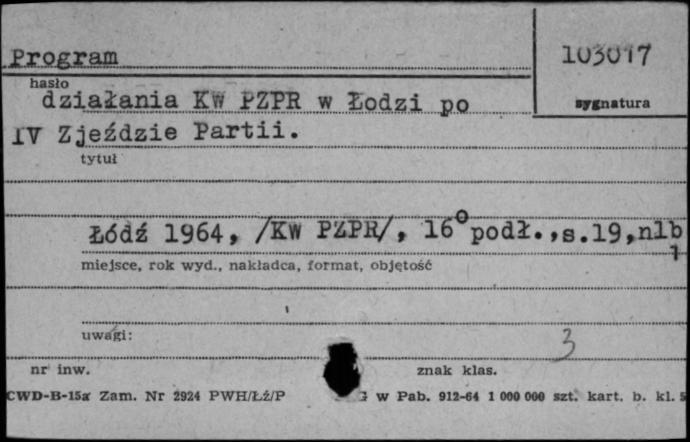 Program
103017
hasło
sygnatura
działania KW PZPR w Łodzi po
IV Zjeździe Partii.
tytuł
Łódź 1964, /KW PZPR/, 16⁰podł.,s.19,nlb
1
miejsce, rok wyd., nakładca, format, objętość
uwagi:
3
nr inw.
znak klas.
CWD-B-15a Zam. Nr 2924 PWH/Łź/P G w Pab. 912-64 1 000 000 szt. kart. b. kl. 5